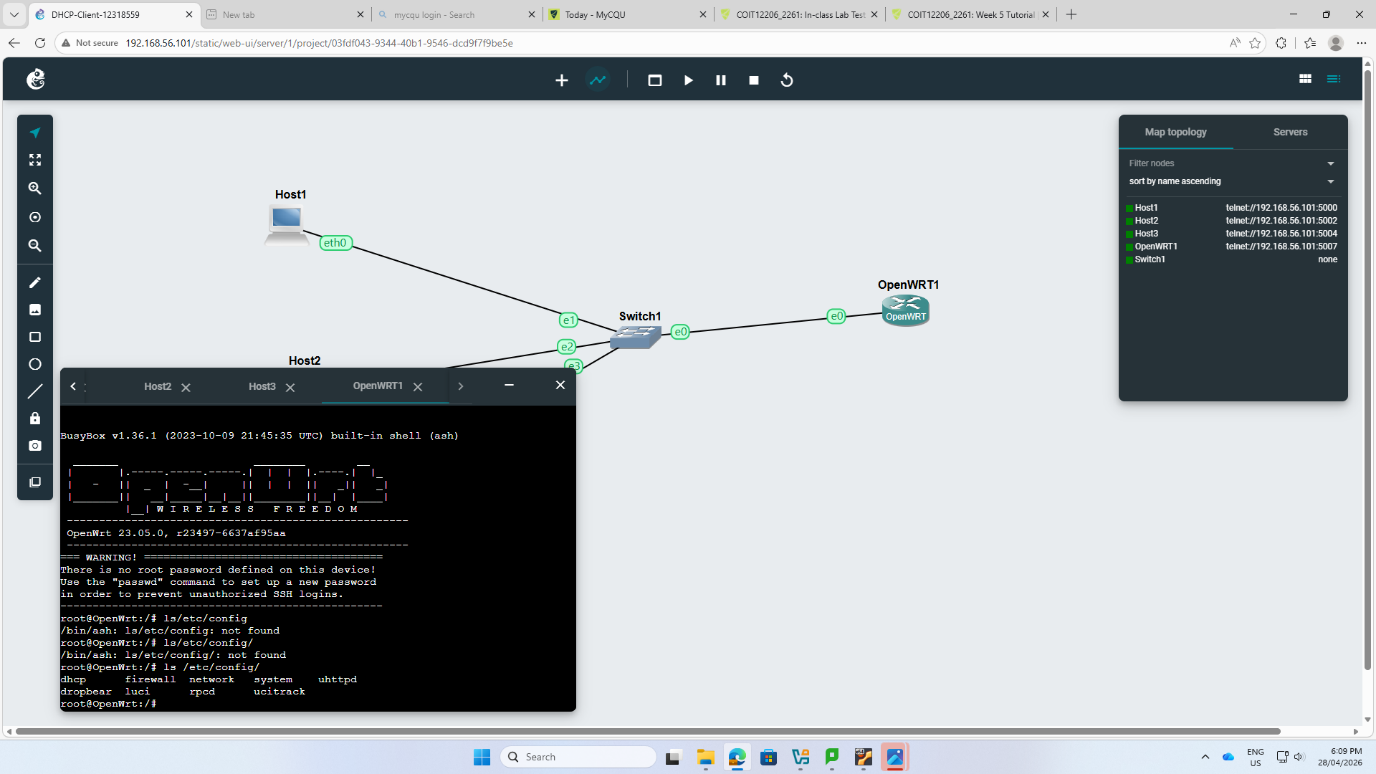 DHCP-Client-12318559
New tab
mycqu login - Search
Today - MyCQU
COIT12206_2261: In-class Lab Test
COIT12206_2261: Week 5 Tutorial
Not secure 192.168.56.101/static/web-ui/server/1/project/03fdf043-9344-40b1-9546-dcd9f7f9be5e
Map topology Servers
Filter nodes
sort by name ascending
Host1 telnet://192.168.56.101:5000
Host2 telnet://192.168.56.101:5002
Host3 telnet://192.168.56.101:5004
OpenWRT1 telnet://192.168.56.101:5007
Switch1 none
Host1
eth0
OpenWRT1
OpenWRT
e0
Switch1
e1
e0
e2
e3
Host2
Host2 Host3 OpenWRT1
BusyBox v1.36.1 (2023-10-09 21:45:35 UTC) built-in shell (ash)
OpenWrt
W I R E L E S S   F R E E D O M
-----------------------------------------------------
OpenWrt 23.05.0, r23497-6637af95aa
-----------------------------------------------------
=== WARNING! =====================================
There is no root password defined on this device!
Use the "passwd" command to set up a new password
in order to prevent unauthorized SSH logins.
--------------------------------------------------
root@OpenWrt:/# ls/etc/config
/bin/ash: ls/etc/config: not found
root@OpenWrt:/# ls/etc/config/
/bin/ash: ls/etc/config/: not found
root@OpenWrt:/# ls /etc/config/
dhcp firewall network system uhttpd
dropbear luci rpcd ucitrack
root@OpenWrt:/#
Search
ENG
US
6:09 PM
28/04/2026